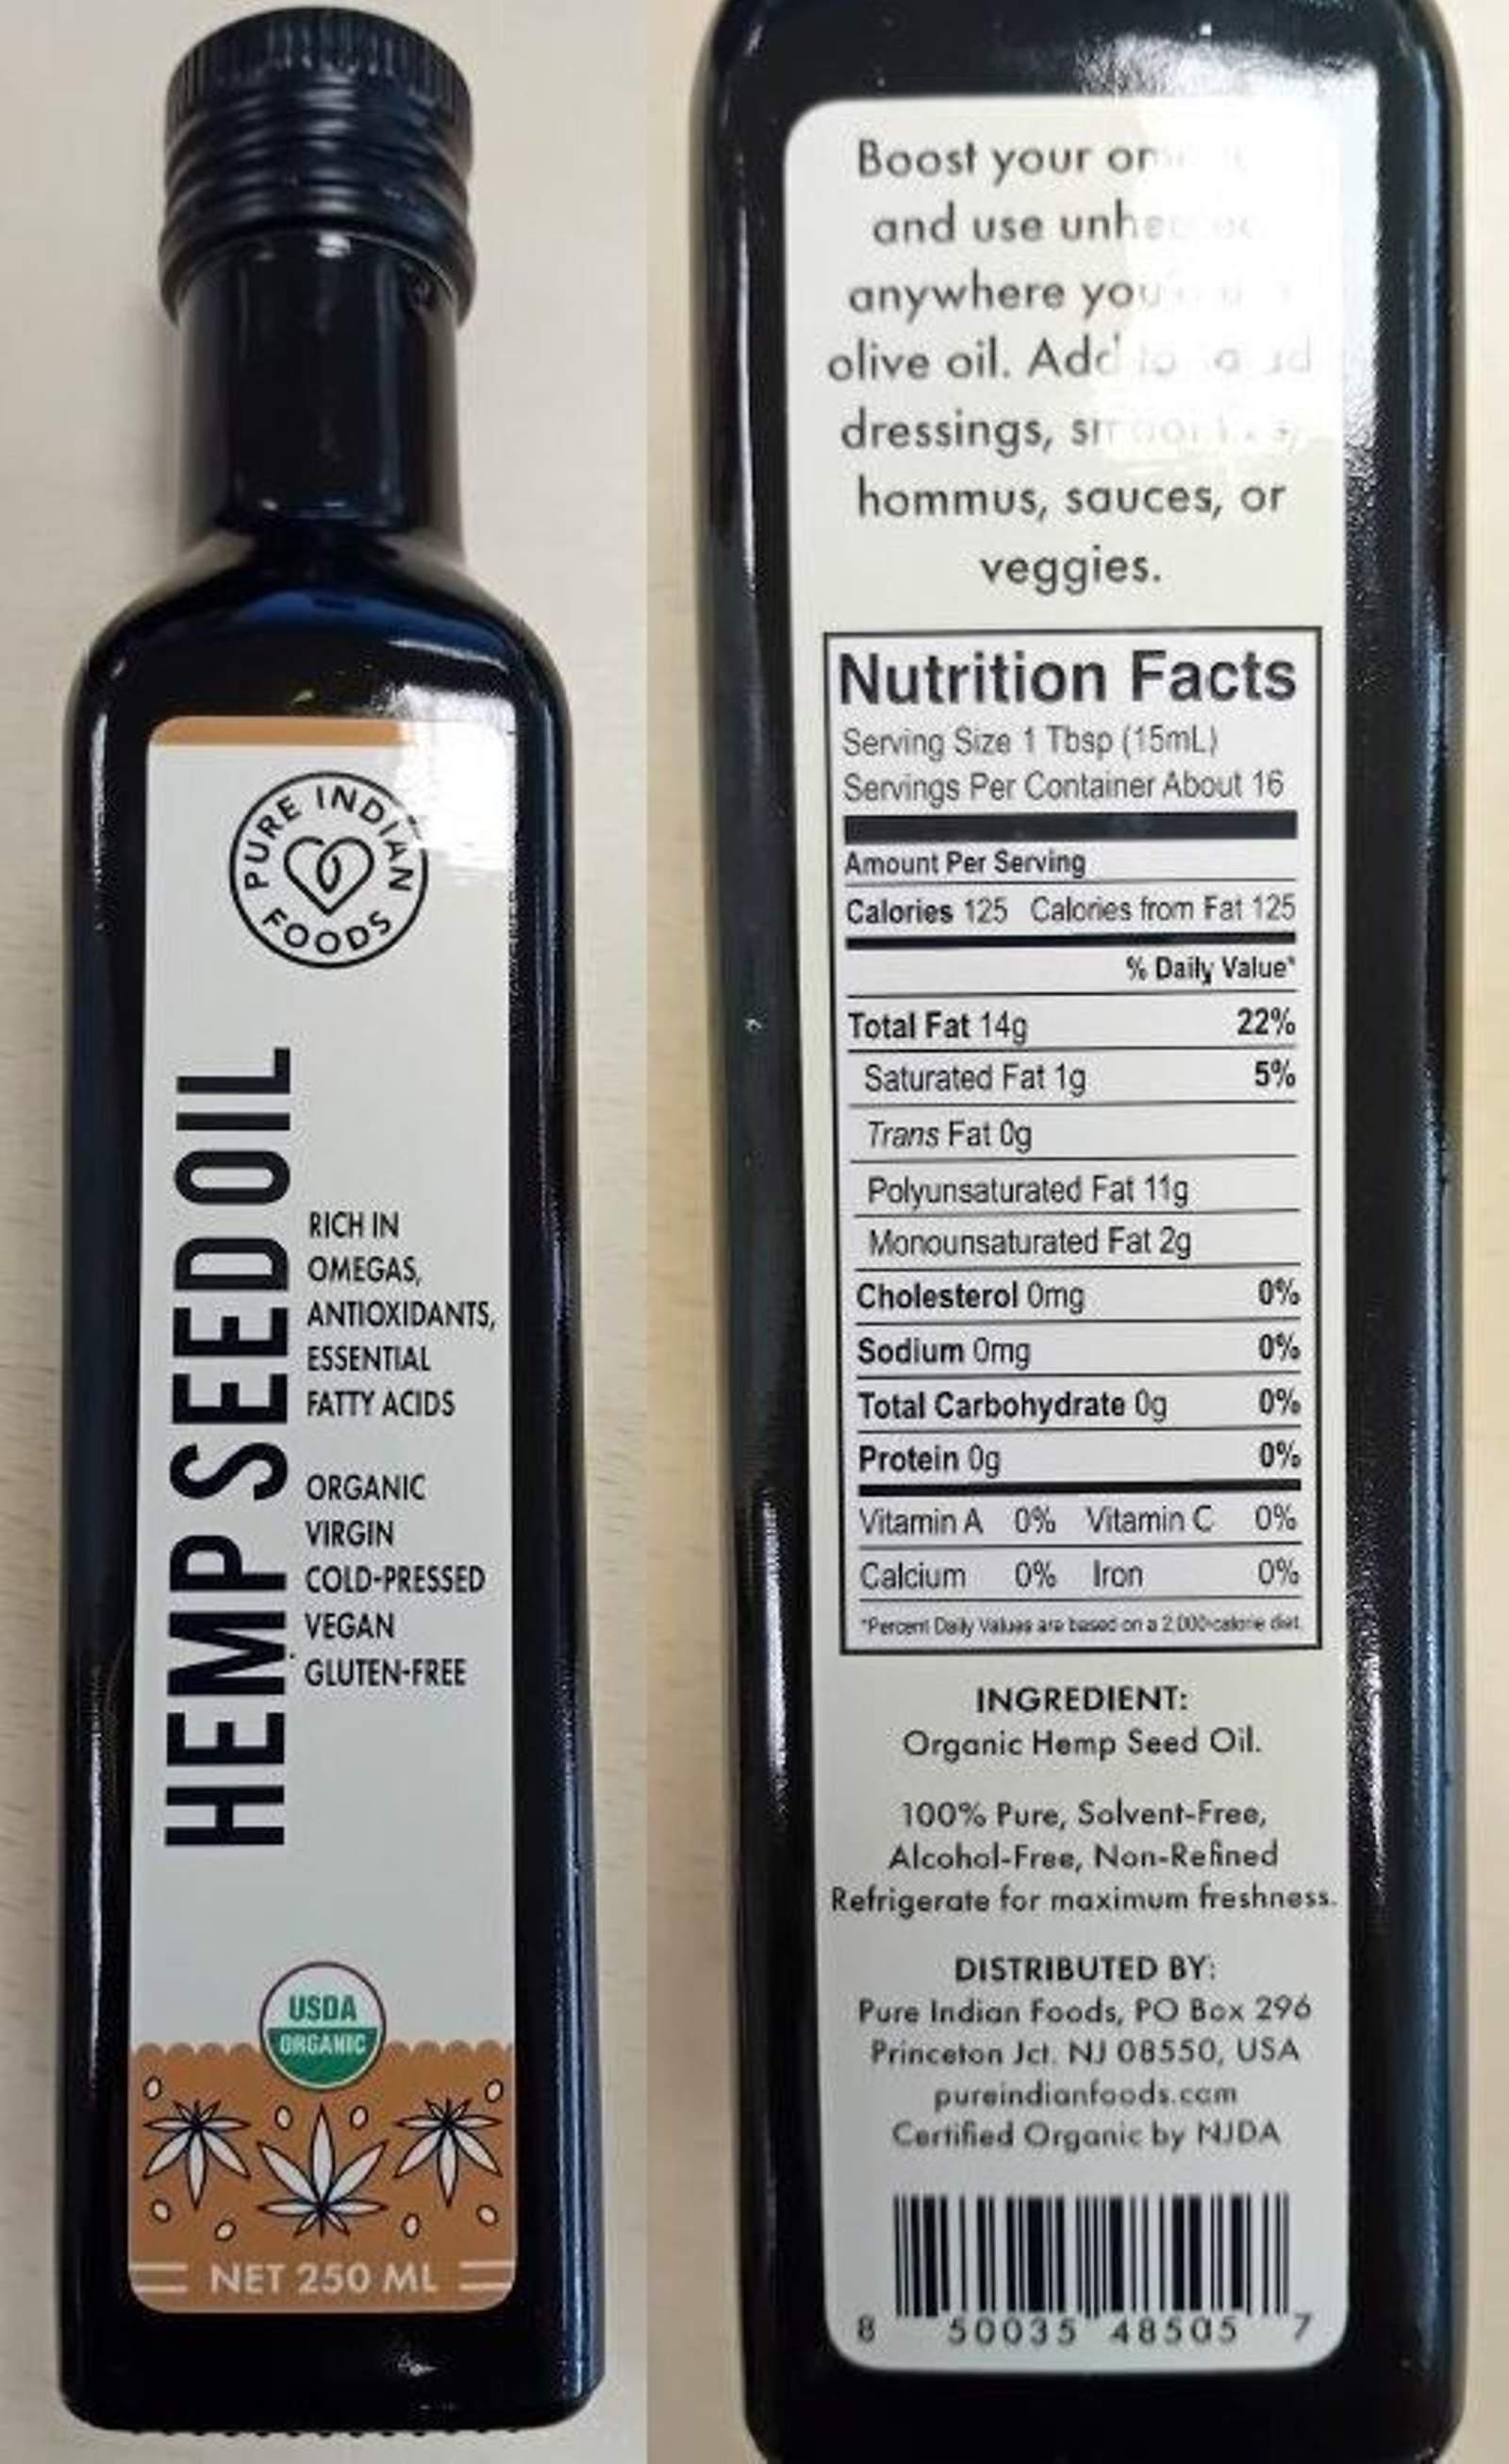 PURE INDIAN
FOODS
HEMP SEED OIL
RICH IN
OMEGAS,
ANTIOXIDANTS,
ESSENTIAL
FATTY ACIDS
ORGANIC
VIRGIN
COLD-PRESSED
VEGAN
GLUTEN-FREE
USDA
ORGANIC
NET 250 ML
Boost your
and use
anywhere
olive oil. Add
dressings,
hommus, sauces, or
veggies.
Nutrition Facts
Serving Size 1 Tbsp (15mL)
Servings Per Container About 16
Amount Per Serving
Calories 125 Calories from Fat 125
% Daily Value*
Total Fat 14g 22%
Saturated Fat 1g 5%
Trans Fat 0g
Polyunsaturated Fat 11g
Monounsaturated Fat 2g
Cholesterol 0mg 0%
Sodium 0mg 0%
Total Carbohydrate 0g 0%
Protein 0g 0%
Vitamin A 0% Vitamin C 0%
Calcium 0% Iron 0%
*Percent Daily Values are based on a 2,000-calorie diet.
INGREDIENT:
Organic Hemp Seed Oil.
100% Pure, Solvent-Free,
Alcohol-Free, Non-Refined
Refrigerate for maximum freshness.
DISTRIBUTED BY:
Pure Indian Foods, PO Box 296
Princeton Jct. NJ 08550, USA
pureindianfoods.com
Certified Organic by NJDA
8 50035 48505 7